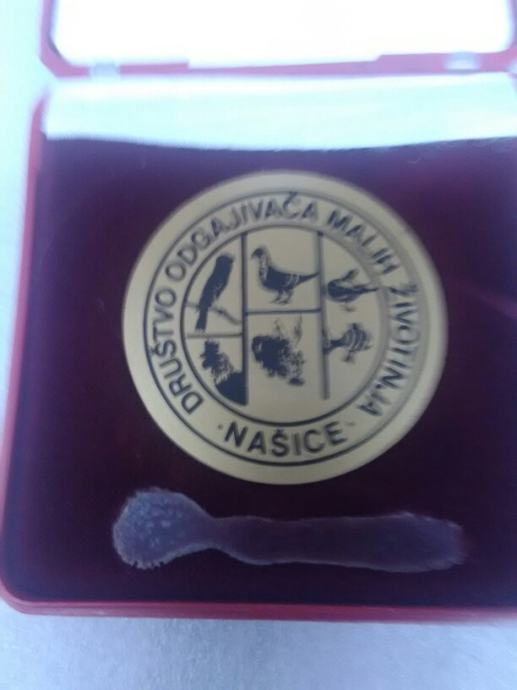 DRUŠTVO ODGAJIVAČA MALIH ŽIVOTINJA
· NAŠICE ·